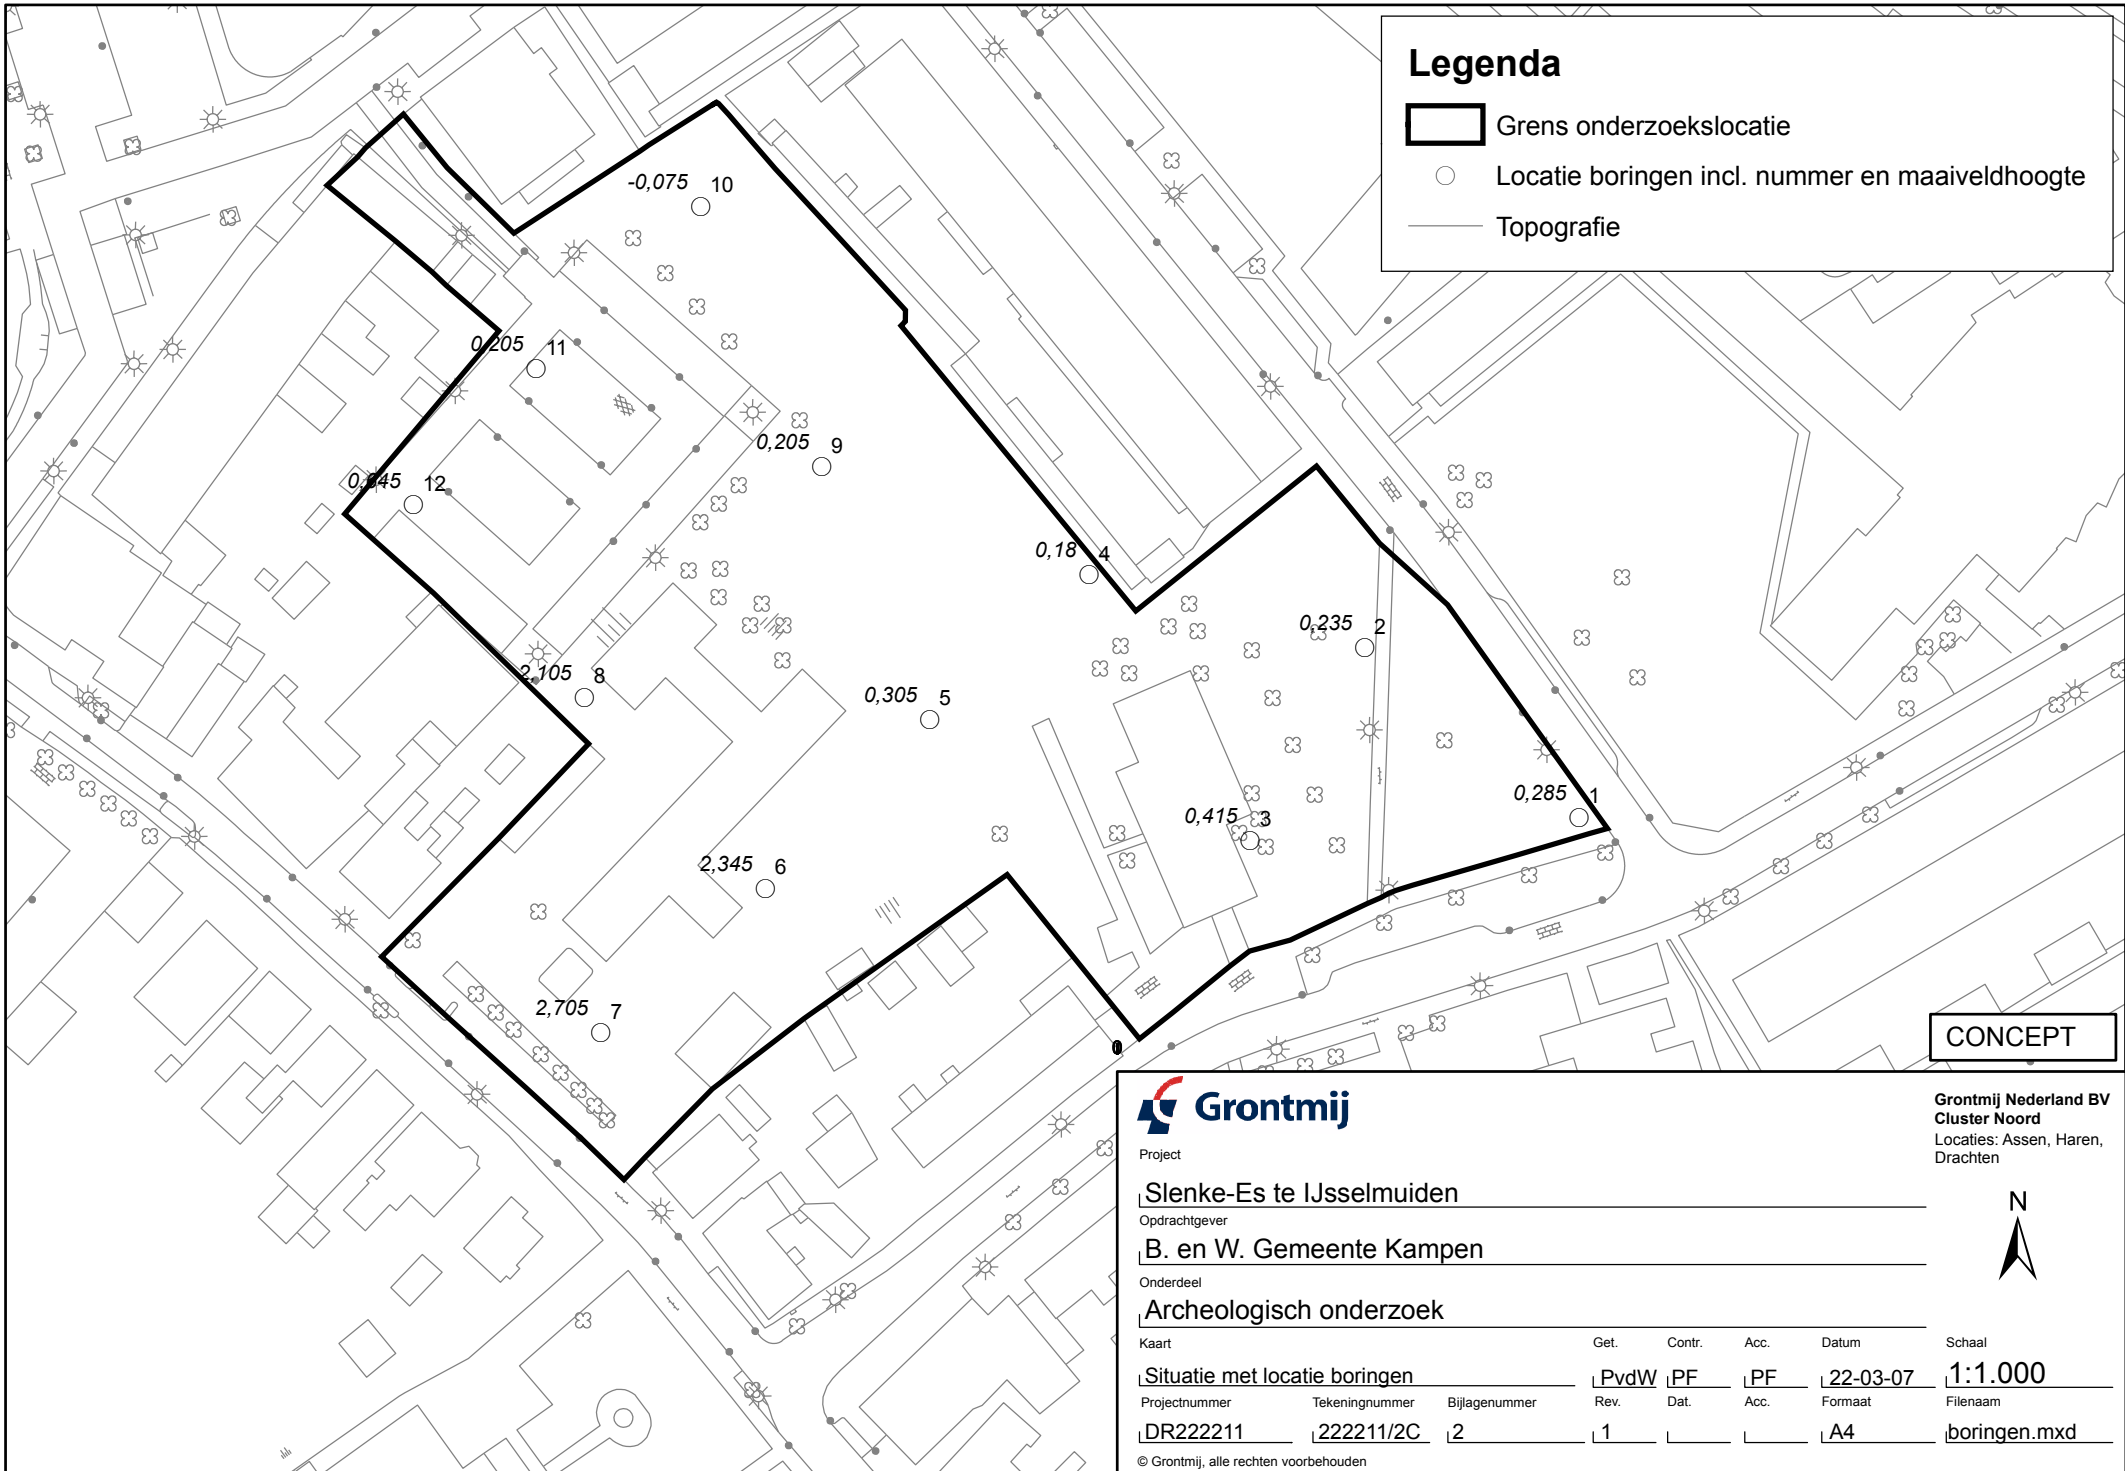 Legenda
Grens onderzoekslocatie
Locatie boringen incl. nummer en maaiveldhoogte
Topografie
-0,075 10
0,205 11
0,205 9
0,645 12
0,18 4
0,235 2
2,105 8
0,305 5
0,285 1
0,415 3
2,345 6
2,705 7
CONCEPT
Grontmij
Grontmij Nederland BV
Cluster Noord
Locaties: Assen, Haren,
Drachten
Project
Slenke-Es te IJsselmuiden
Opdrachtgever
B. en W. Gemeente Kampen
N
Onderdeel
Archeologisch onderzoek
Kaart Get. Contr. Acc. Datum Schaal
Situatie met locatie boringen PvdW PF PF 22-03-07 1:1.000
Projectnummer Tekeningnummer Bijlagenummer Rev. Dat. Acc. Formaat Filenaam
DR222211 222211/2C 2 1 A4 boringen.mxd
© Grontmij, alle rechten voorbehouden